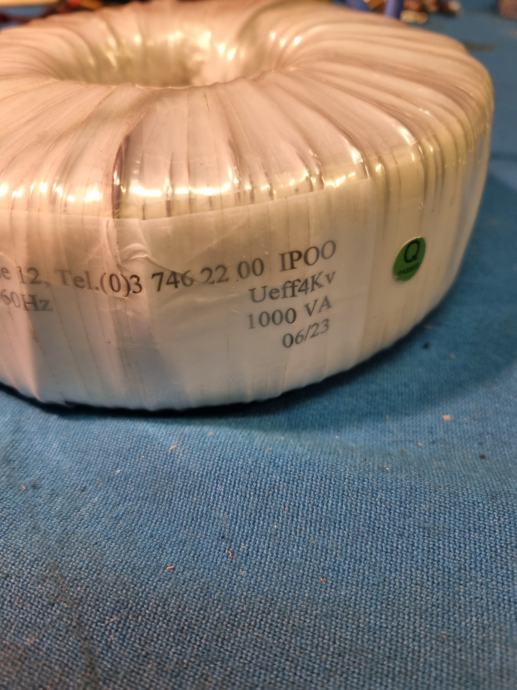 e 12, Tel.(0)3 746 22 00 IPOO
60Hz
Ueff4Kv
1000 VA
06/23
Q